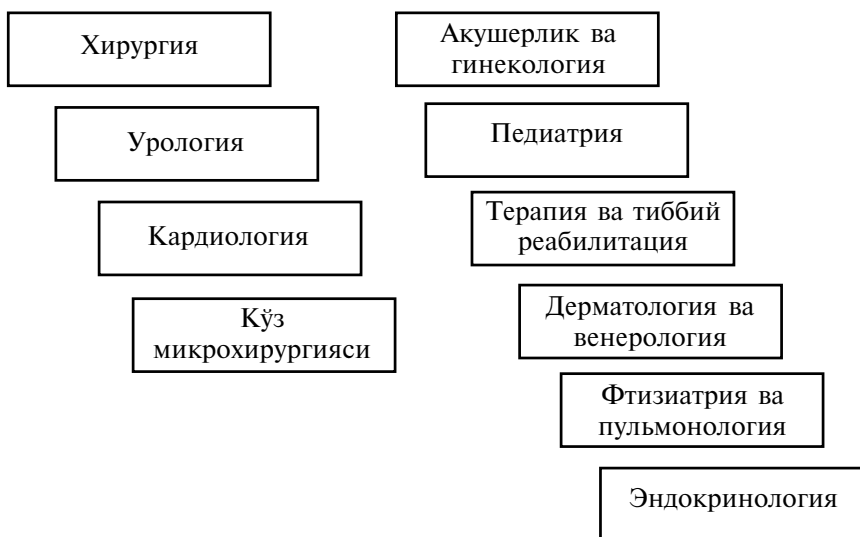 Хирургия
Урология
Кардиология
Кўз
микрохирургияси
Акушерлик ва
гинекология
Педиатрия
Терапия ва тиббий
реабилитация
Дерматология ва
венерология
Фтизиатрия ва
пульмонология
Эндокринология